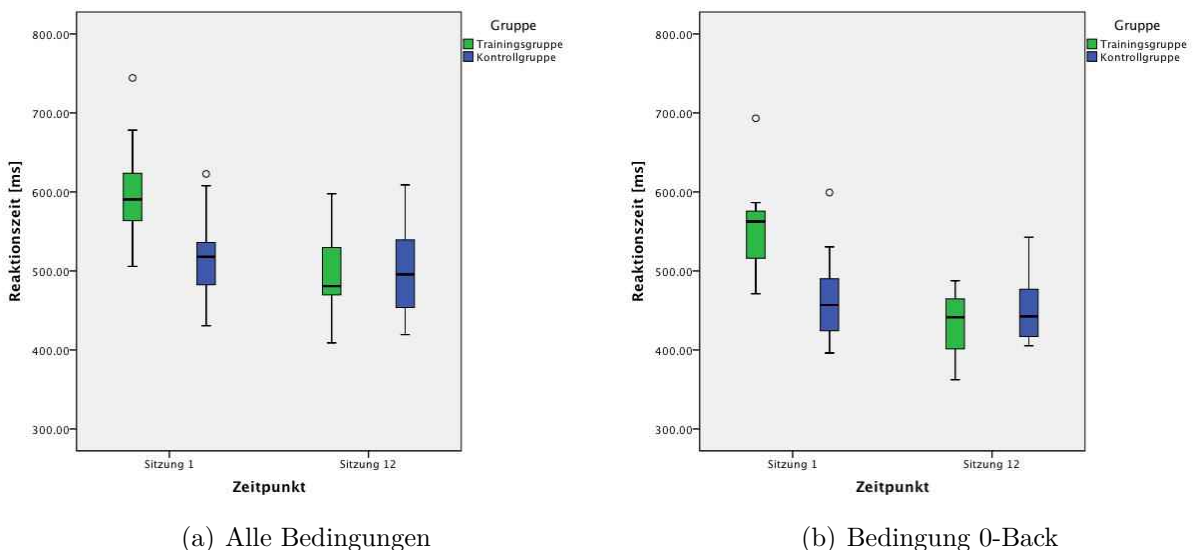 Gruppe
Trainingsgruppe
Kontrollgruppe
800.00
700.00
600.00
500.00
400.00
300.00
Reaktionszeit [ms]
Sitzung 1
Sitzung 12
Zeitpunkt
(a) Alle Bedingungen
Gruppe
Trainingsgruppe
Kontrollgruppe
800.00
700.00
600.00
500.00
400.00
300.00
Reaktionszeit [ms]
Sitzung 1
Sitzung 12
Zeitpunkt
(b) Bedingung 0-Back